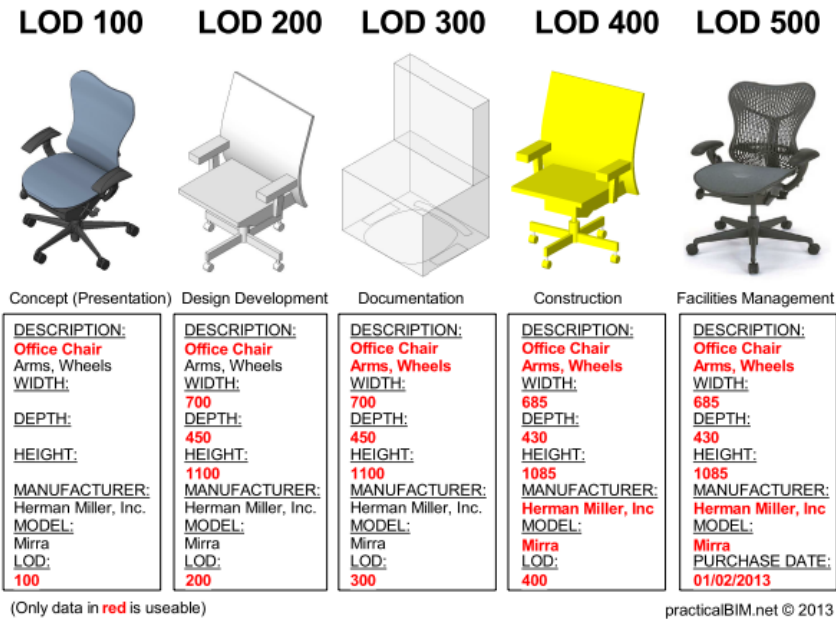 LOD 100 LOD 200 LOD 300 LOD 400 LOD 500
Concept (Presentation) Design Development Documentation Construction Facilities Management
DESCRIPTION:
Office Chair
Arms, Wheels
WIDTH:
DEPTH:
HEIGHT:
MANUFACTURER:
Herman Miller, Inc.
MODEL:
Mirra
LOD:
100
DESCRIPTION:
Office Chair
Arms, Wheels
WIDTH:
700
DEPTH:
450
HEIGHT:
1100
MANUFACTURER:
Herman Miller, Inc.
MODEL:
Mirra
LOD:
200
DESCRIPTION:
Office Chair
Arms, Wheels
WIDTH:
700
DEPTH:
450
HEIGHT:
1100
MANUFACTURER:
Herman Miller, Inc.
MODEL:
Mirra
LOD:
300
DESCRIPTION:
Office Chair
Arms, Wheels
WIDTH:
685
DEPTH:
430
HEIGHT:
1085
MANUFACTURER:
Herman Miller, Inc
MODEL:
Mirra
LOD:
400
DESCRIPTION:
Office Chair
Arms, Wheels
WIDTH:
685
DEPTH:
430
HEIGHT:
1085
MANUFACTURER:
Herman Miller, Inc
MODEL:
Mirra
PURCHASE DATE:
01/02/2013
(Only data in red is useable)
practicalBIM.net © 2013